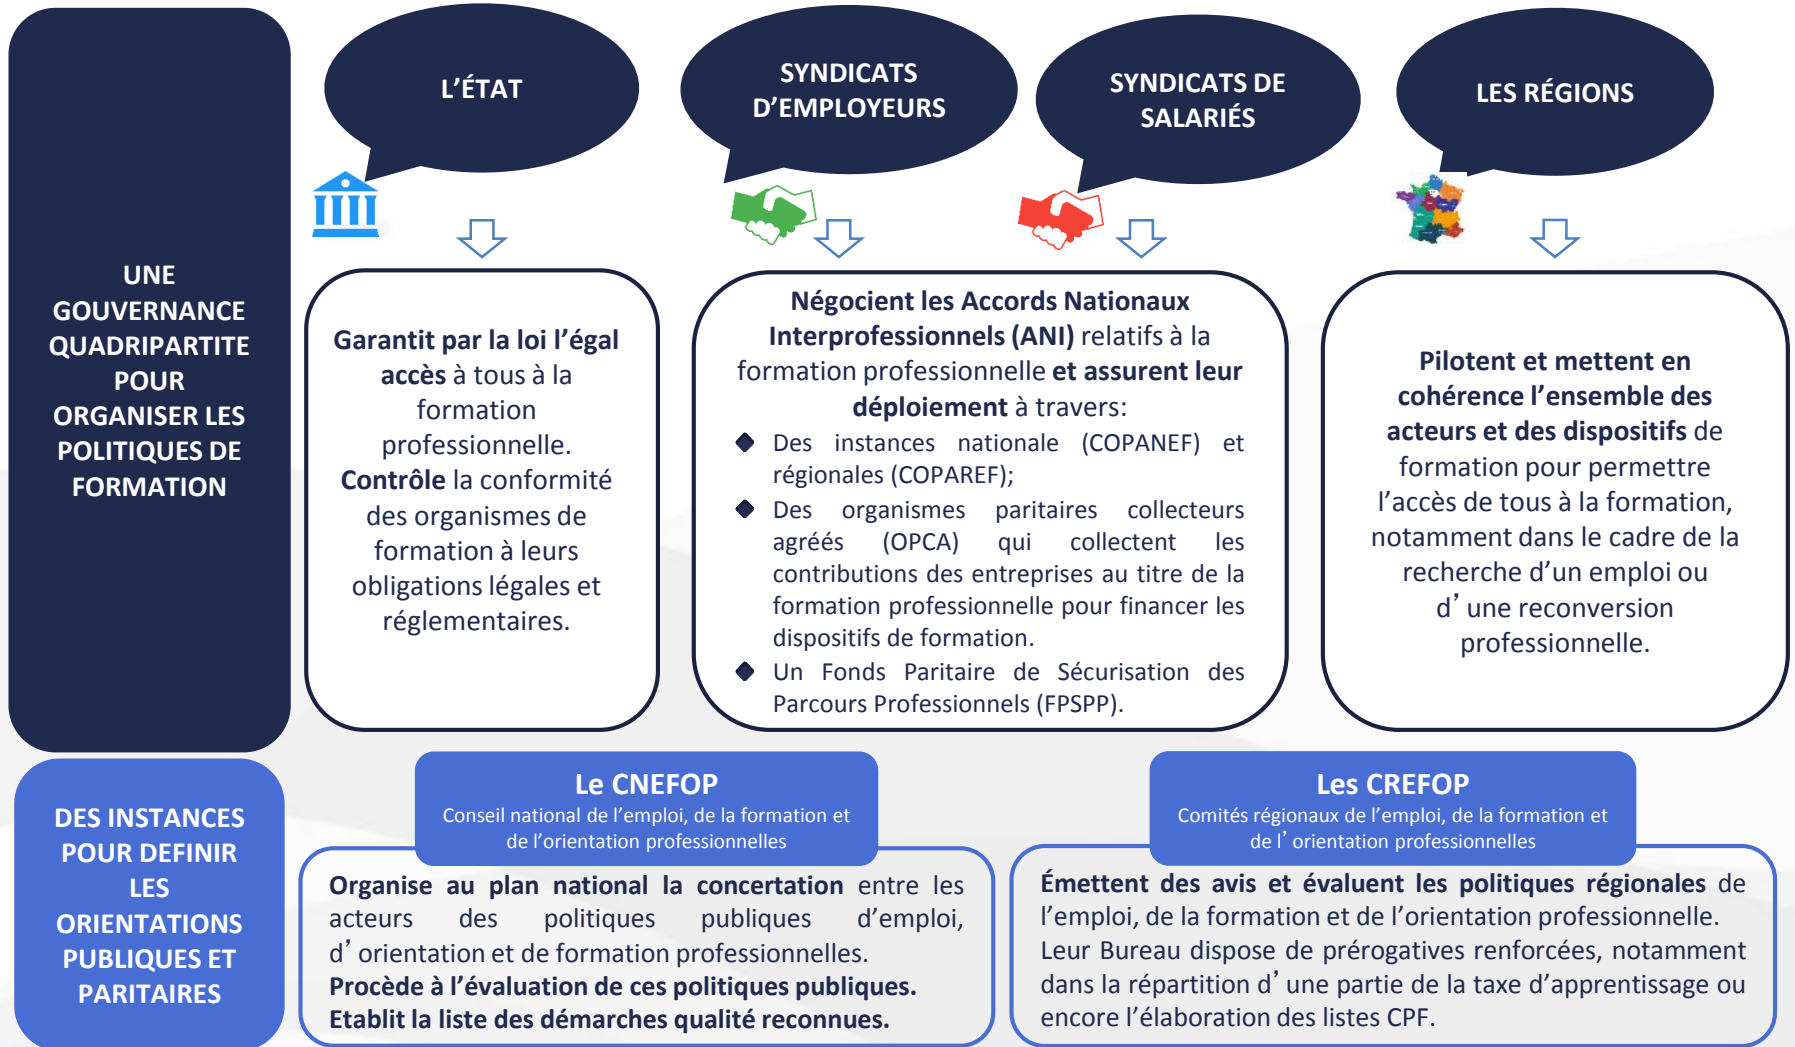 UNE
GOUVERNANCE
QUADRIPARTITE
POUR
ORGANISER LES
POLITIQUES DE
FORMATION
L’ÉTAT
SYNDICATS
D’EMPLOYEURS
SYNDICATS DE
SALARIÉS
LES RÉGIONS
Garantit par la loi l’égal
accès à tous à la
formation
professionnelle.
Contrôle la conformité
des organismes de
formation à leurs
obligations légales et
réglementaires.
Négocient les Accords Nationaux
Interprofessionnels (ANI) relatifs à la
formation professionnelle et assurent leur
déploiement à travers:
Des instances nationale (COPANEF) et
régionales (COPAREF);
Des organismes paritaires collecteurs
agréés (OPCA) qui collectent les
contributions des entreprises au titre de la
formation professionnelle pour financer les
dispositifs de formation.
Un Fonds Paritaire de Sécurisation des
Parcours Professionnels (FPSPP).
Pilotent et mettent en
cohérence l’ensemble des
acteurs et des dispositifs de
formation pour permettre
l’accès de tous à la formation,
notamment dans le cadre de la
recherche d’un emploi ou
d’ une reconversion
professionnelle.
DES INSTANCES
POUR DEFINIR
LES
ORIENTATIONS
PUBLIQUES ET
PARITAIRES
Le CNEFOP
Conseil national de l’emploi, de la formation et
de l’orientation professionnelles
Organise au plan national la concertation entre les
acteurs des politiques publiques d’emploi,
d’ orientation et de formation professionnelles.
Procède à l’évaluation de ces politiques publiques.
Etablit la liste des démarches qualité reconnues.
Les CREFOP
Comités régionaux de l’emploi, de la formation et
de l’ orientation professionnelles
Émettent des avis et évaluent les politiques régionales de
l’emploi, de la formation et de l’orientation professionnelle.
Leur Bureau dispose de prérogatives renforcées, notamment
dans la répartition d’ une partie de la taxe d’apprentissage ou
encore l’élaboration des listes CPF.